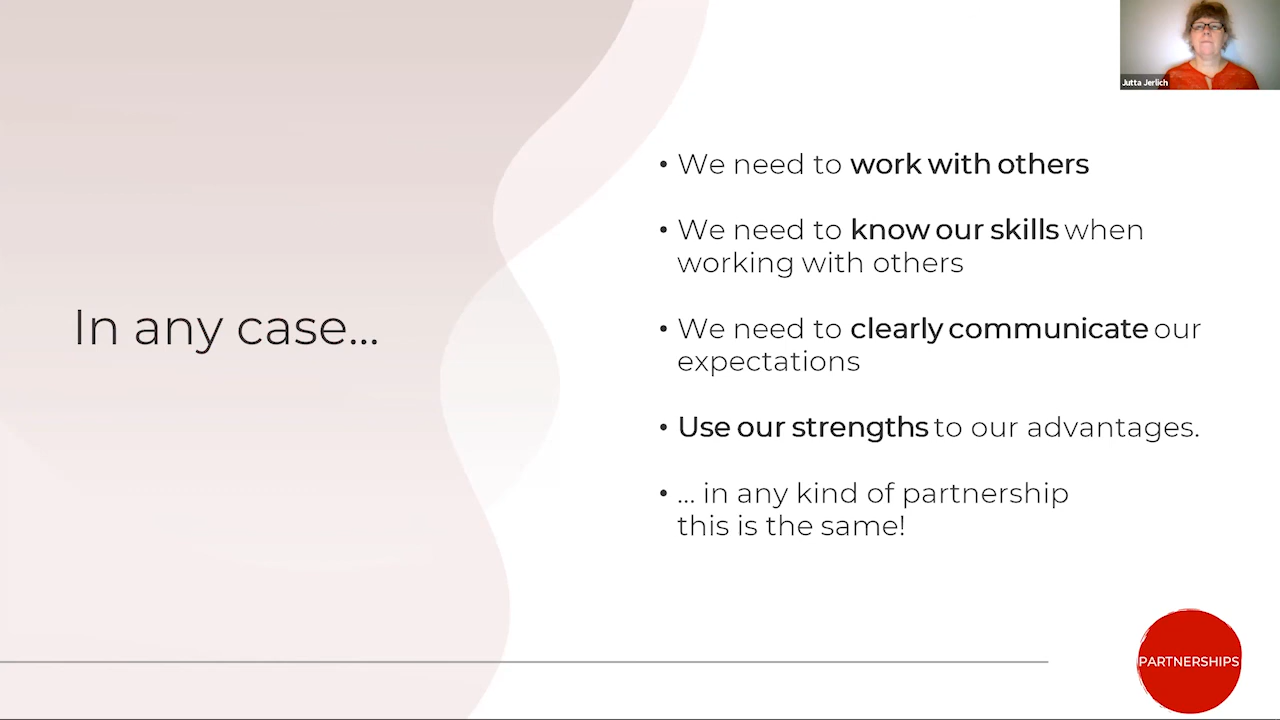 Jutta Jerlich
In any case...
• We need to work with others
• We need to know our skills when
working with others
• We need to clearly communicate our
expectations
• Use our strengths to our advantages.
• ... in any kind of partnership
this is the same!
PARTNERSHIPS